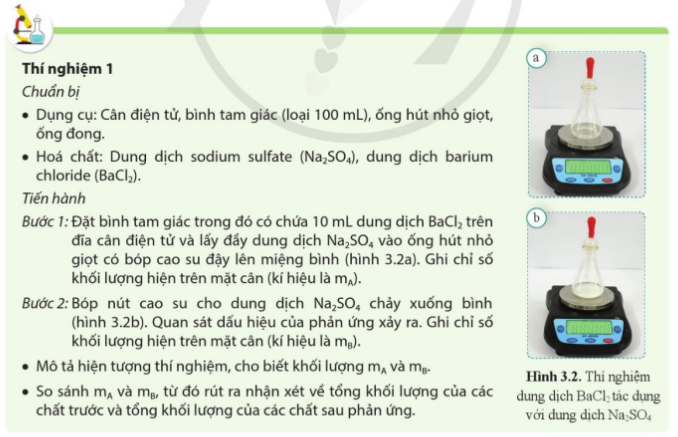 Thí nghiệm 1
Chuẩn bị
• Dụng cụ: Cân điện tử, bình tam giác (loại 100 mL), ống hút nhỏ giọt,
ống đong.
• Hoá chất: Dung dịch sodium sulfate (Na₂SO₄), dung dịch barium
chloride (BaCl₂).
Tiến hành
Bước 1: Đặt bình tam giác trong đó có chứa 10 mL dung dịch BaCl₂ trên
đĩa cân điện tử và lấy đầy dung dịch Na₂SO₄ vào ống hút nhỏ
giọt có bóp cao su đậy lên miệng bình (hình 3.2a). Ghi chỉ số
khối lượng hiện trên mặt cân (kí hiệu là mA).
Bước 2: Bóp nút cao su cho dung dịch Na₂SO₄ chảy xuống bình
(hình 3.2b). Quan sát dấu hiệu của phản ứng xảy ra. Ghi chỉ số
khối lượng hiện trên mặt cân (kí hiệu là mB).
• Mô tả hiện tượng thí nghiệm, cho biết khối lượng mA và mB.
• So sánh mA và mB, từ đó rút ra nhận xét về tổng khối lượng của các
chất trước và tổng khối lượng của các chất sau phản ứng.
a
b
Hình 3.2. Thí nghiệm
dung dịch BaCl₂ tác dụng
với dung dịch Na₂SO₄